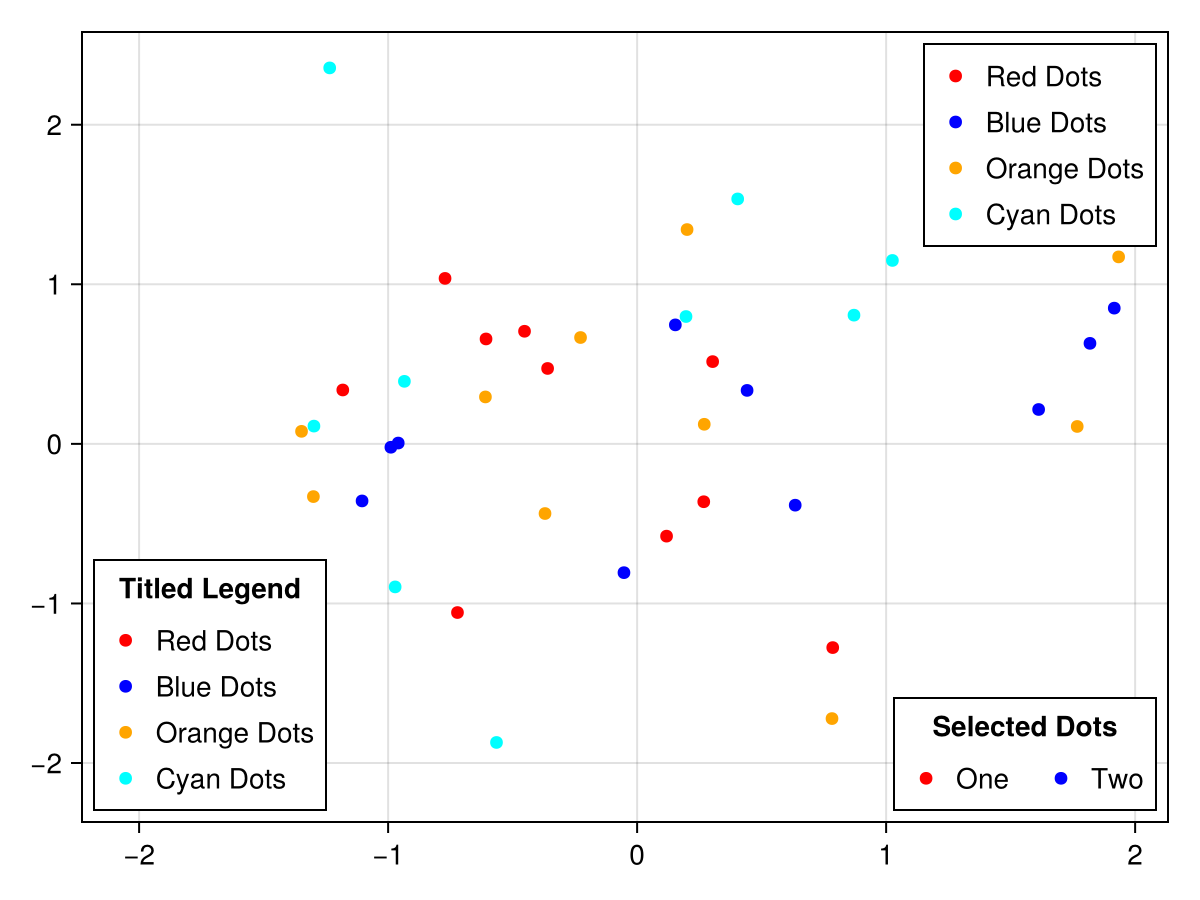 Red Dots
Blue Dots
Orange Dots
Cyan Dots
2
1
0
−1
−2
Titled Legend
Red Dots
Blue Dots
Orange Dots
Cyan Dots
Selected Dots
One Two
−2 −1 0 1 2